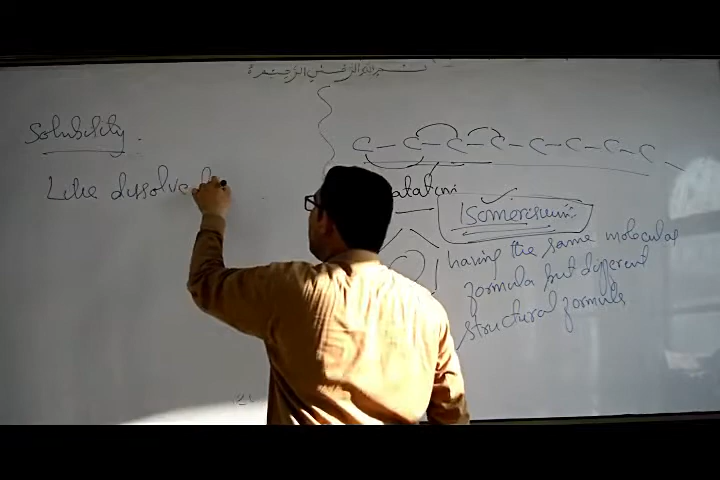 Solubility.
Like dissolve
C - C - C - C - C - C - C - C -
Isomerism:
having the same molecular
formula but different
structural formula